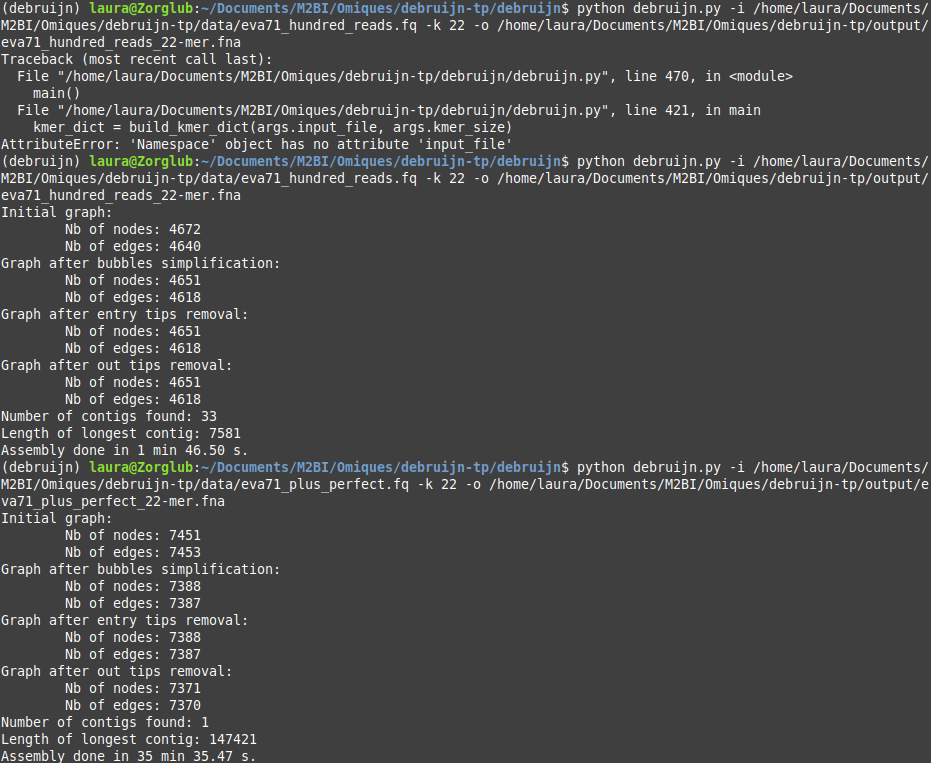 (debruijn) laura@Zorglub:~/Documents/M2BI/Omiques/debruijn-tp/debruijn$ python debruijn.py -i /home/laura/Documents/
M2BI/Omiques/debruijn-tp/data/eva71_hundred_reads.fq -k 22 -o /home/laura/Documents/M2BI/Omiques/debruijn-tp/output/
eva71_hundred_reads_22-mer.fna
Traceback (most recent call last):
  File "/home/laura/Documents/M2BI/Omiques/debruijn-tp/debruijn/debruijn.py", line 470, in <module>
    main()
  File "/home/laura/Documents/M2BI/Omiques/debruijn-tp/debruijn/debruijn.py", line 421, in main
    kmer_dict = build_kmer_dict(args.input_file, args.kmer_size)
AttributeError: 'Namespace' object has no attribute 'input_file'
(debruijn) laura@Zorglub:~/Documents/M2BI/Omiques/debruijn-tp/debruijn$ python debruijn.py -i /home/laura/Documents/
M2BI/Omiques/debruijn-tp/data/eva71_hundred_reads.fq -k 22 -o /home/laura/Documents/M2BI/Omiques/debruijn-tp/output/
eva71_hundred_reads_22-mer.fna
Initial graph:
        Nb of nodes: 4672
        Nb of edges: 4640
Graph after bubbles simplification:
        Nb of nodes: 4651
        Nb of edges: 4618
Graph after entry tips removal:
        Nb of nodes: 4651
        Nb of edges: 4618
Graph after out tips removal:
        Nb of nodes: 4651
        Nb of edges: 4618
Number of contigs found: 33
Length of longest contig: 7581
Assembly done in 1 min 46.50 s.
(debruijn) laura@Zorglub:~/Documents/M2BI/Omiques/debruijn-tp/debruijn$ python debruijn.py -i /home/laura/Documents/
M2BI/Omiques/debruijn-tp/data/eva71_plus_perfect.fq -k 22 -o /home/laura/Documents/M2BI/Omiques/debruijn-tp/output/e
va71_plus_perfect_22-mer.fna
Initial graph:
        Nb of nodes: 7451
        Nb of edges: 7453
Graph after bubbles simplification:
        Nb of nodes: 7388
        Nb of edges: 7387
Graph after entry tips removal:
        Nb of nodes: 7388
        Nb of edges: 7387
Graph after out tips removal:
        Nb of nodes: 7371
        Nb of edges: 7370
Number of contigs found: 1
Length of longest contig: 147421
Assembly done in 35 min 35.47 s.